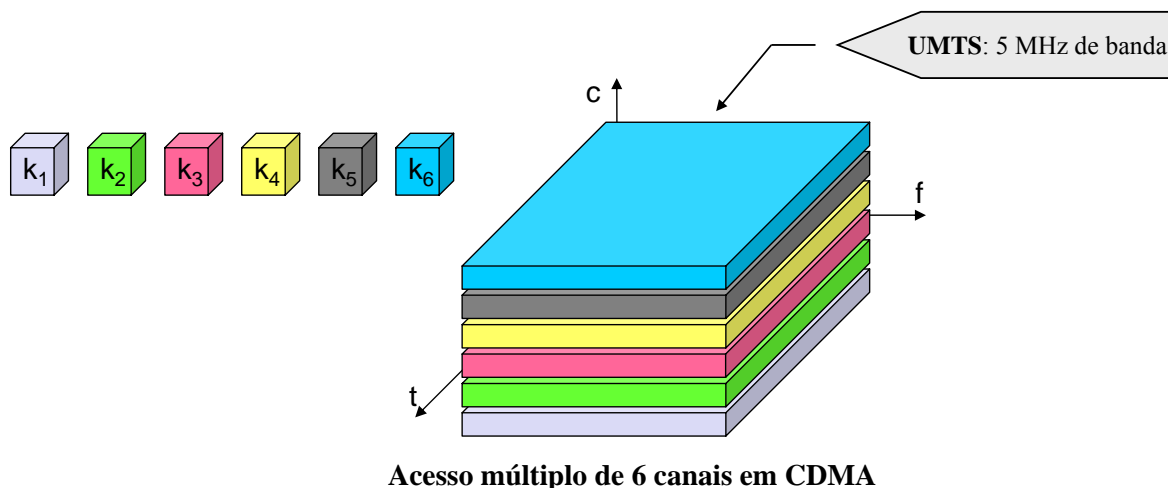 UMTS: 5 MHz de banda
c
k1 k2 k3 k4 k5 k6
f
t
Acesso múltiplo de 6 canais em CDMA